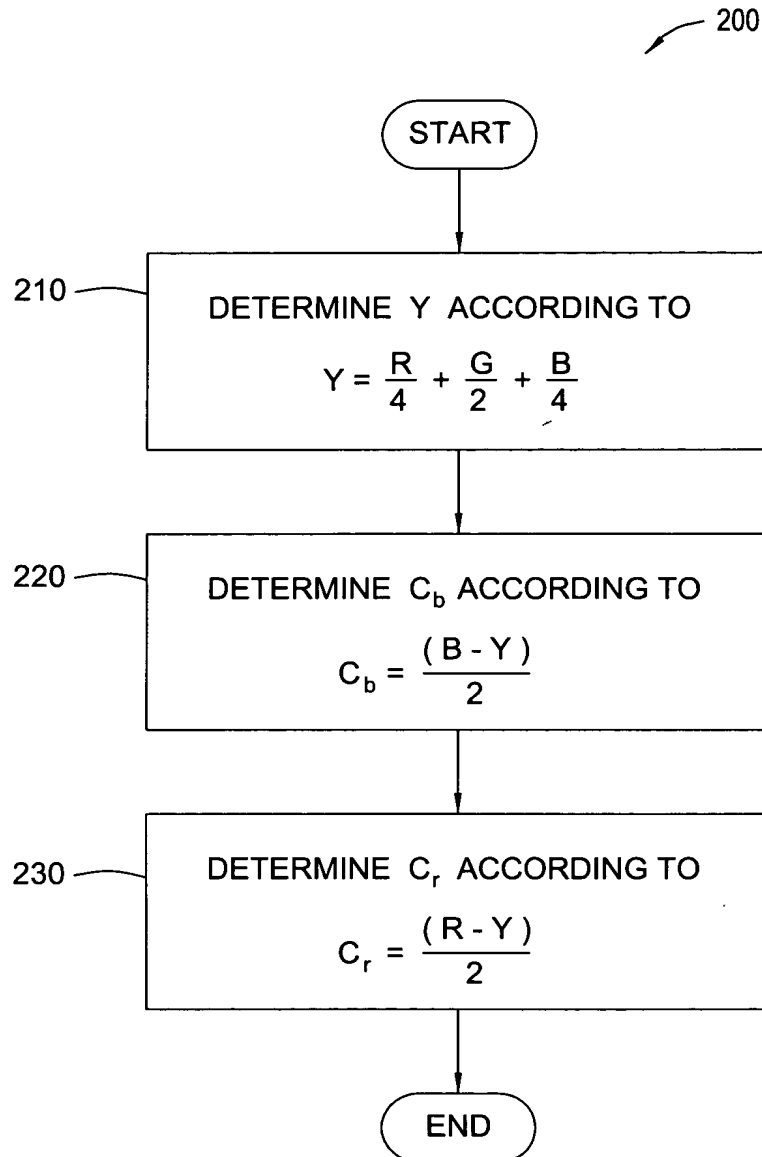 200
START
210
DETERMINE Y ACCORDING TO
Y = R/4 + G/2 + B/4
220
DETERMINE C_b ACCORDING TO
C_b = (B - Y)/2
230
DETERMINE C_r ACCORDING TO
C_r = (R - Y)/2
END